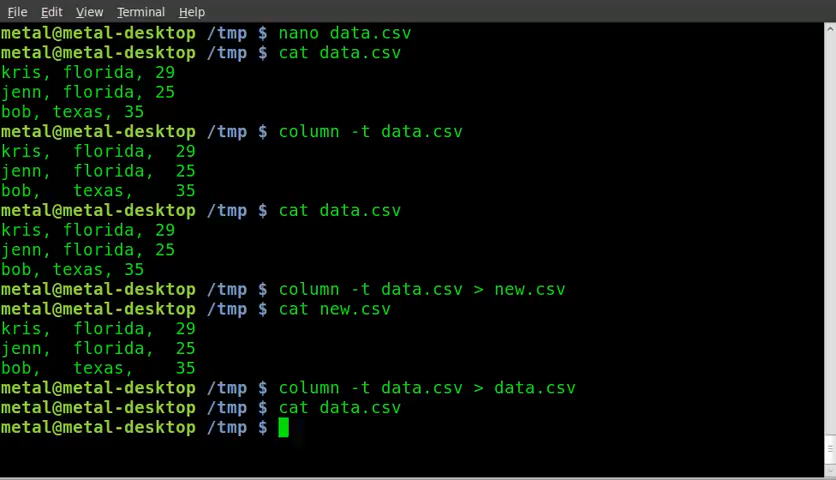 File Edit View Terminal Help
metal@metal-desktop /tmp $ nano data.csv
metal@metal-desktop /tmp $ cat data.csv
kris, florida, 29
jenn, florida, 25
bob, texas, 35
metal@metal-desktop /tmp $ column -t data.csv
kris,  florida,  29
jenn,  florida,  25
bob,   texas,    35
metal@metal-desktop /tmp $ cat data.csv
kris, florida, 29
jenn, florida, 25
bob, texas, 35
metal@metal-desktop /tmp $ column -t data.csv > new.csv
metal@metal-desktop /tmp $ cat new.csv
kris,  florida,  29
jenn,  florida,  25
bob,   texas,    35
metal@metal-desktop /tmp $ column -t data.csv > data.csv
metal@metal-desktop /tmp $ cat data.csv
metal@metal-desktop /tmp $